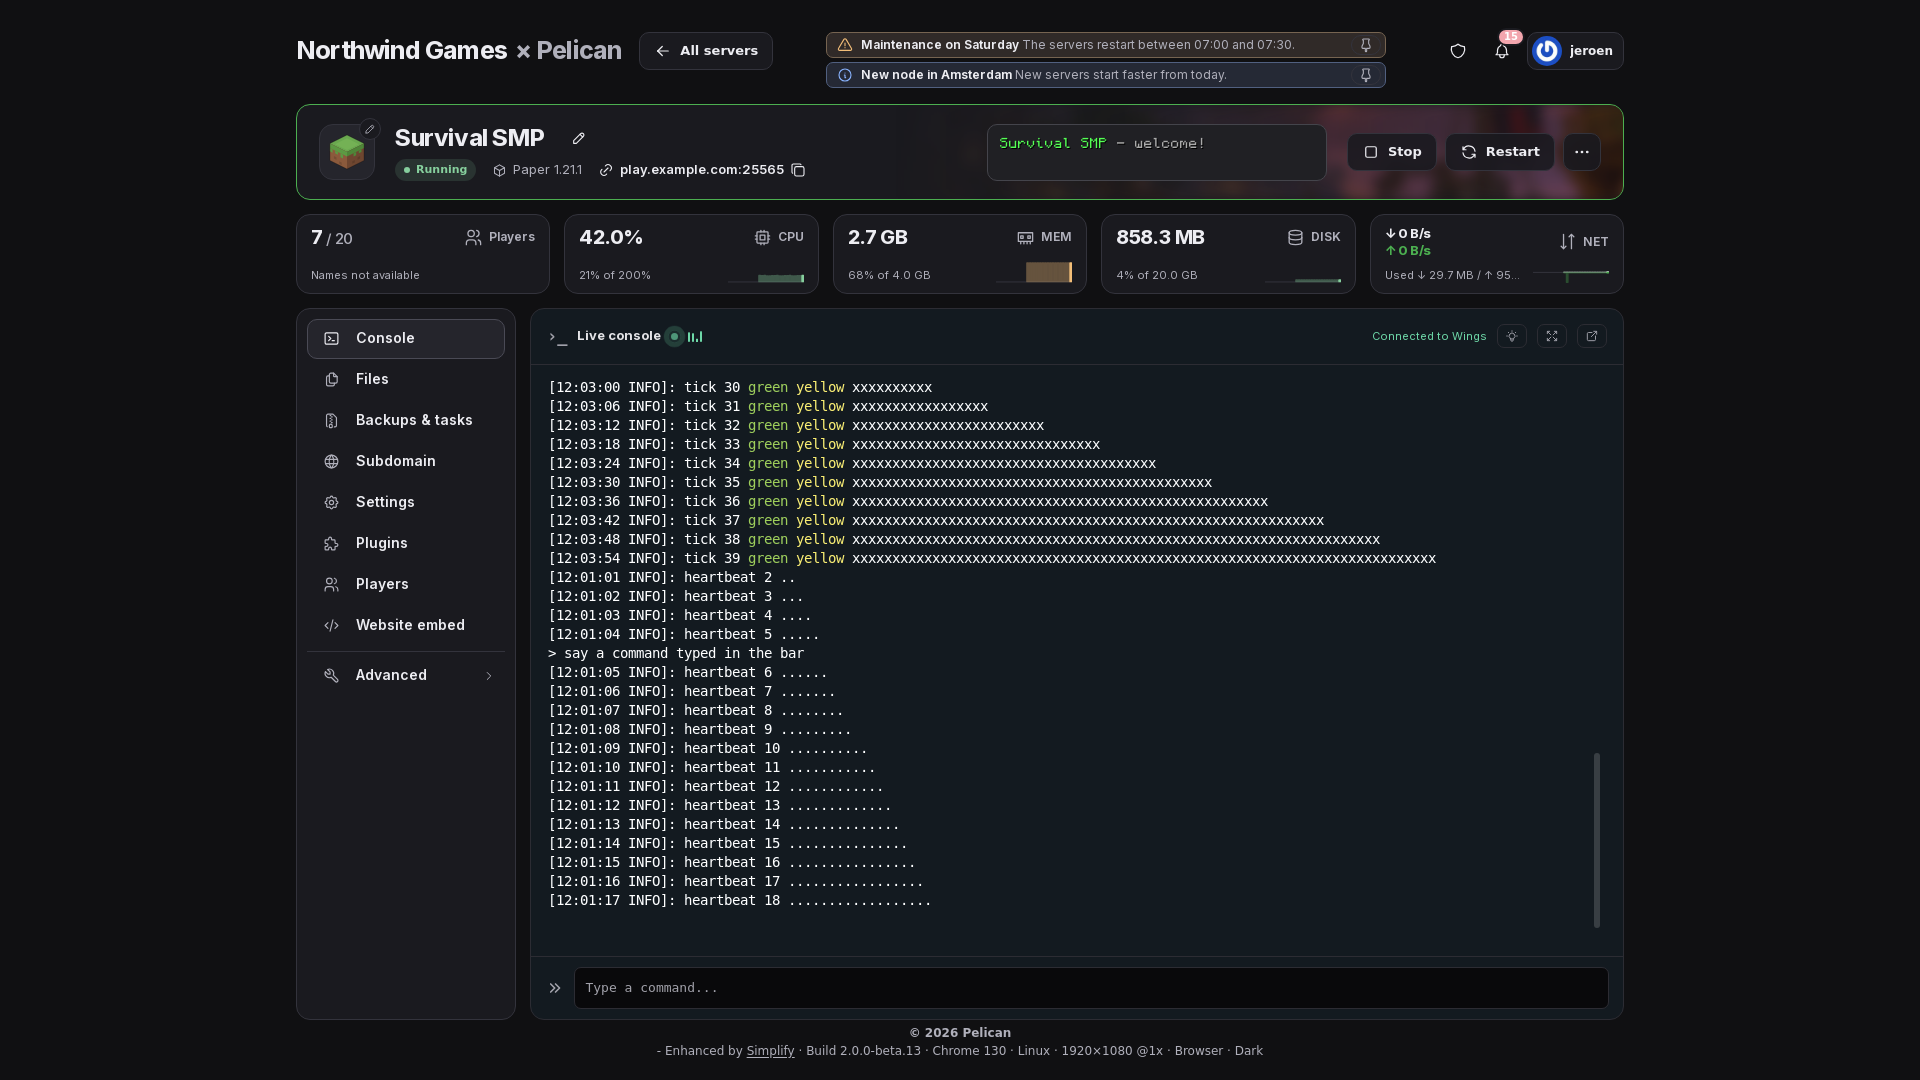 Northwind Games × Pelican
All servers
Maintenance on Saturday The servers restart between 07:00 and 07:30.
New node in Amsterdam New servers start faster from today.
15
jeroen
Survival SMP
Running
Paper 1.21.1
play.example.com:25565
Survival SMP - welcome!
Stop
Restart
7 / 20
Players
Names not available
42.0%
CPU
21% of 200%
2.7 GB
MEM
68% of 4.0 GB
858.3 MB
DISK
4% of 20.0 GB
↓ 0 B/s
↑ 0 B/s
NET
Used ↓ 29.7 MB / ↑ 95...
Console
Files
Backups & tasks
Subdomain
Settings
Plugins
Players
Website embed
Advanced
>_ Live console
Connected to Wings
[12:03:00 INFO]: tick 30 green yellow xxxxxxxxxx
[12:03:06 INFO]: tick 31 green yellow xxxxxxxxxxxxxxxxx
[12:03:12 INFO]: tick 32 green yellow xxxxxxxxxxxxxxxxxxxxxxxx
[12:03:18 INFO]: tick 33 green yellow xxxxxxxxxxxxxxxxxxxxxxxxxxxxxxx
[12:03:24 INFO]: tick 34 green yellow xxxxxxxxxxxxxxxxxxxxxxxxxxxxxxxxxxxxxx
[12:03:30 INFO]: tick 35 green yellow xxxxxxxxxxxxxxxxxxxxxxxxxxxxxxxxxxxxxxxxxxxxx
[12:03:36 INFO]: tick 36 green yellow xxxxxxxxxxxxxxxxxxxxxxxxxxxxxxxxxxxxxxxxxxxxxxxxxxxx
[12:03:42 INFO]: tick 37 green yellow xxxxxxxxxxxxxxxxxxxxxxxxxxxxxxxxxxxxxxxxxxxxxxxxxxxxxxxxxxx
[12:03:48 INFO]: tick 38 green yellow xxxxxxxxxxxxxxxxxxxxxxxxxxxxxxxxxxxxxxxxxxxxxxxxxxxxxxxxxxxxxxxxxx
[12:03:54 INFO]: tick 39 green yellow xxxxxxxxxxxxxxxxxxxxxxxxxxxxxxxxxxxxxxxxxxxxxxxxxxxxxxxxxxxxxxxxxxxxxxxxx
[12:01:01 INFO]: heartbeat 2 ..
[12:01:02 INFO]: heartbeat 3 ...
[12:01:03 INFO]: heartbeat 4 ....
[12:01:04 INFO]: heartbeat 5 .....
> say a command typed in the bar
[12:01:05 INFO]: heartbeat 6 ......
[12:01:06 INFO]: heartbeat 7 .......
[12:01:07 INFO]: heartbeat 8 ........
[12:01:08 INFO]: heartbeat 9 .........
[12:01:09 INFO]: heartbeat 10 ..........
[12:01:10 INFO]: heartbeat 11 ...........
[12:01:11 INFO]: heartbeat 12 ............
[12:01:12 INFO]: heartbeat 13 .............
[12:01:13 INFO]: heartbeat 14 ..............
[12:01:14 INFO]: heartbeat 15 ...............
[12:01:15 INFO]: heartbeat 16 ................
[12:01:16 INFO]: heartbeat 17 .................
[12:01:17 INFO]: heartbeat 18 ..................
Type a command...
© 2026 Pelican
- Enhanced by Simplify · Build 2.0.0-beta.13 · Chrome 130 · Linux · 1920×1080 @1x · Browser · Dark